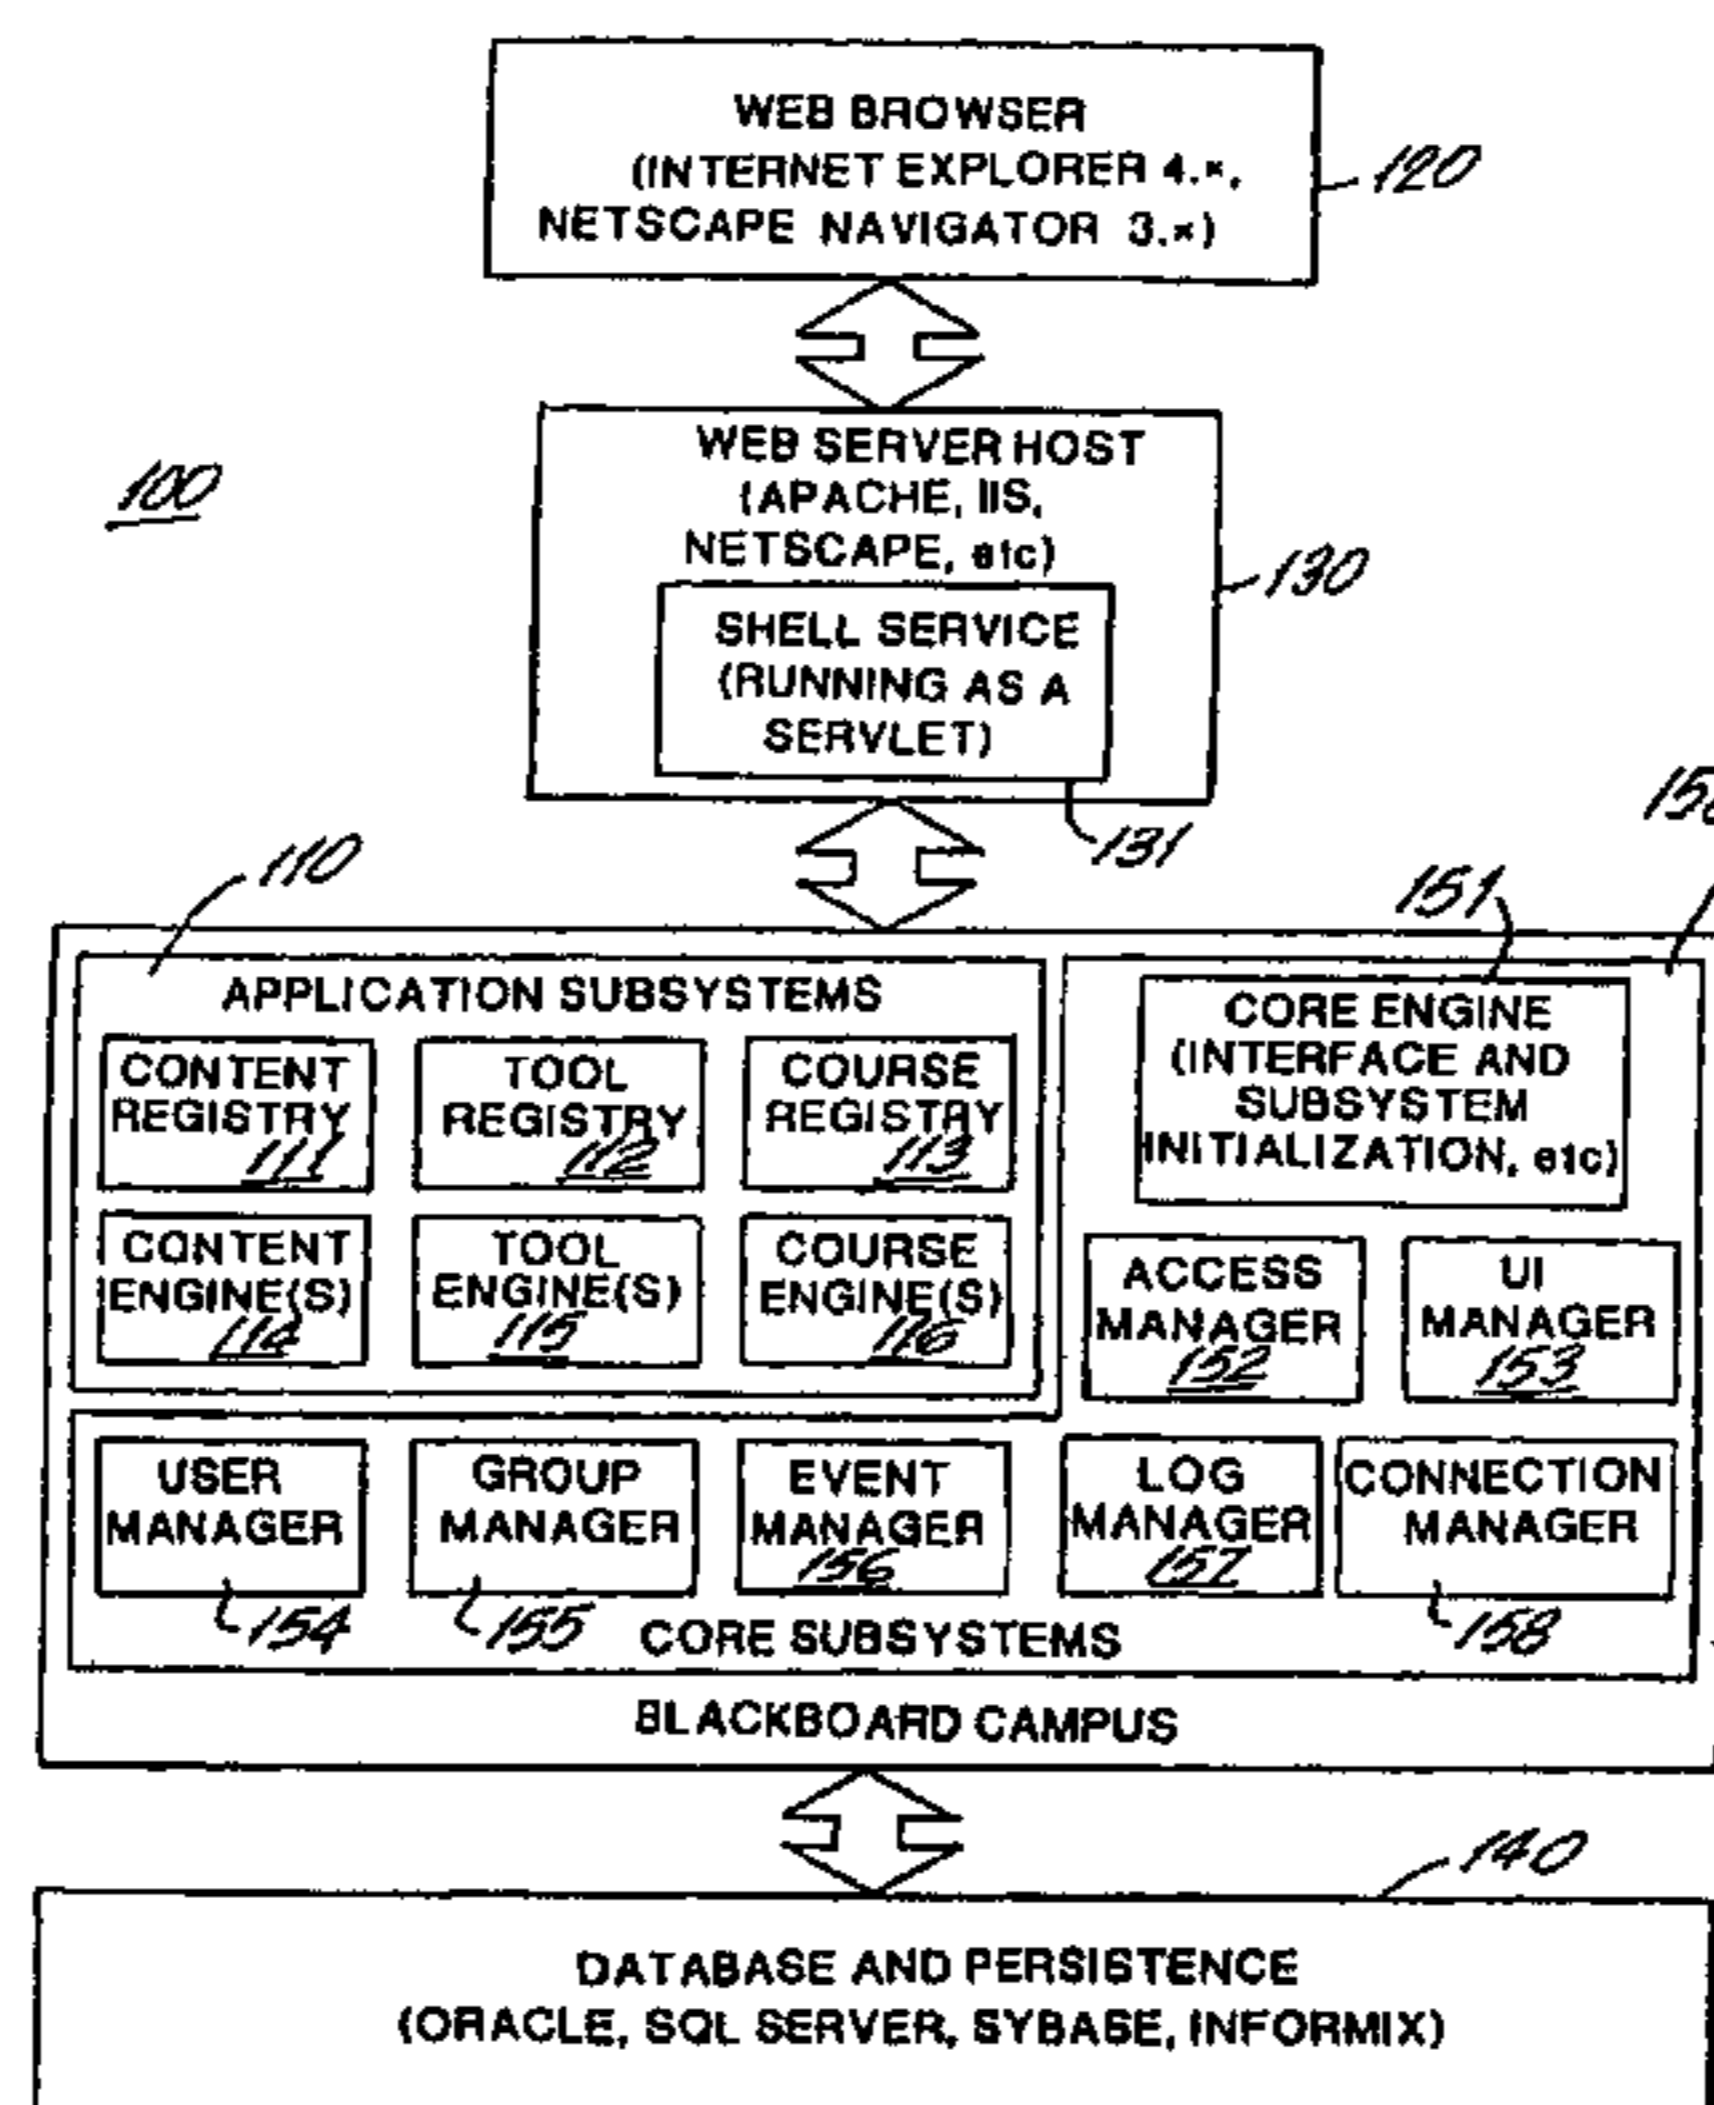 WEB BROWSER
(INTERNET EXPLORER 4.x,
NETSCAPE NAVIGATOR 3.x)
120
WEB SERVER HOST
(APACHE, IIS,
NETSCAPE, etc)
100
130
SHELL SERVICE
(RUNNING AS A
SERVLET)
131
110
151
APPLICATION SUBSYSTEMS
CONTENT
REGISTRY
111
TOOL
REGISTRY
112
COURSE
REGISTRY
113
CORE ENGINE
(INTERFACE AND
SUBSYSTEM
INITIALIZATION, etc)
CONTENT
ENGINE(S)
114
TOOL
ENGINE(S)
115
COURSE
ENGINE(S)
116
ACCESS
MANAGER
152
UI
MANAGER
153
USER
MANAGER
154
GROUP
MANAGER
155
EVENT
MANAGER
156
LOG
MANAGER
157
CONNECTION
MANAGER
158
CORE SUBSYSTEMS
BLACKBOARD CAMPUS
140
DATABASE AND PERSISTENCE
(ORACLE, SQL SERVER, SYBASE, INFORMIX)